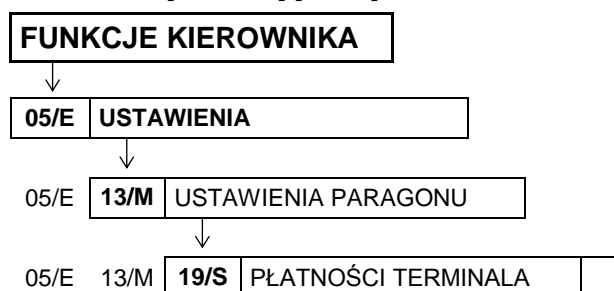 FUNKCJE KIEROWNIKA
05/E USTAWIENIA
05/E 13/M USTAWIENIA PARAGONU
05/E 13/M 19/S PŁATNOŚCI TERMINALA